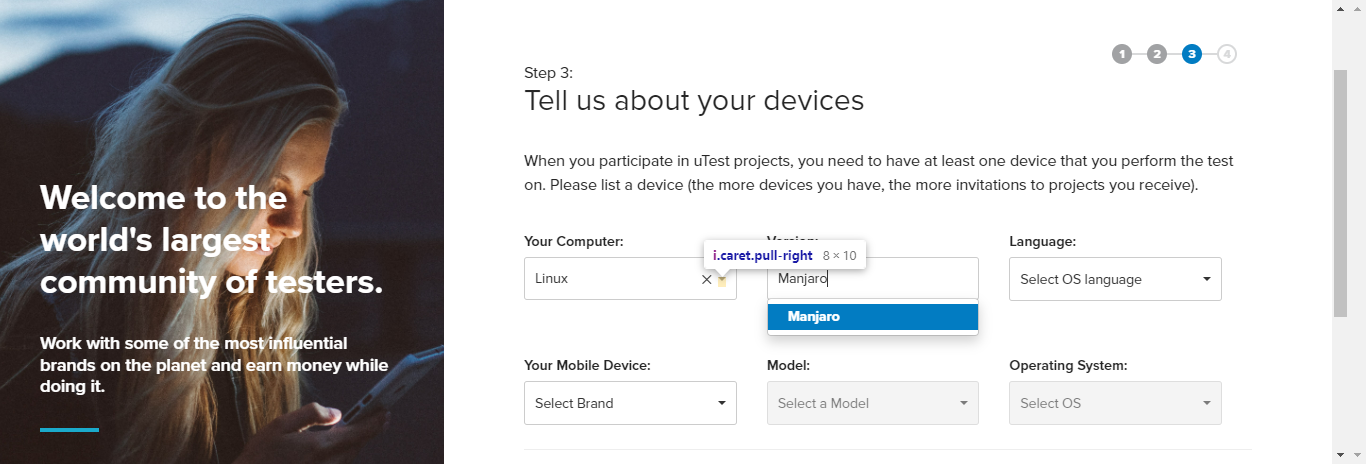 Welcome to the
world's largest
community of testers.
Work with some of the most influential
brands on the planet and earn money while
doing it.
1 2 3 4
Step 3:
Tell us about your devices
When you participate in uTest projects, you need to have at least one device that you perform the test
on. Please list a device (the more devices you have, the more invitations to projects you receive).
Your Computer:
Version:
Language:
i.caret.pull-right 8 × 10
Linux
Manjaro
Select OS language
Manjaro
Your Mobile Device:
Model:
Operating System:
Select Brand
Select a Model
Select OS